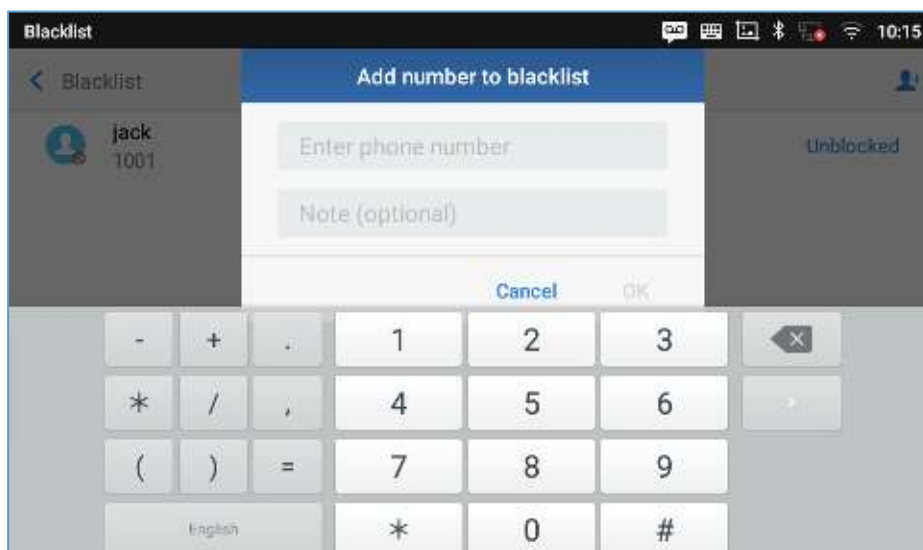 Blacklist 10:15
Blacklist
Add number to blacklist
jack
1001
Unblocked
Enter phone number
Note (optional)
Cancel OK
- + . 1 2 3
* / , 4 5 6
( ) = 7 8 9
English * 0 #